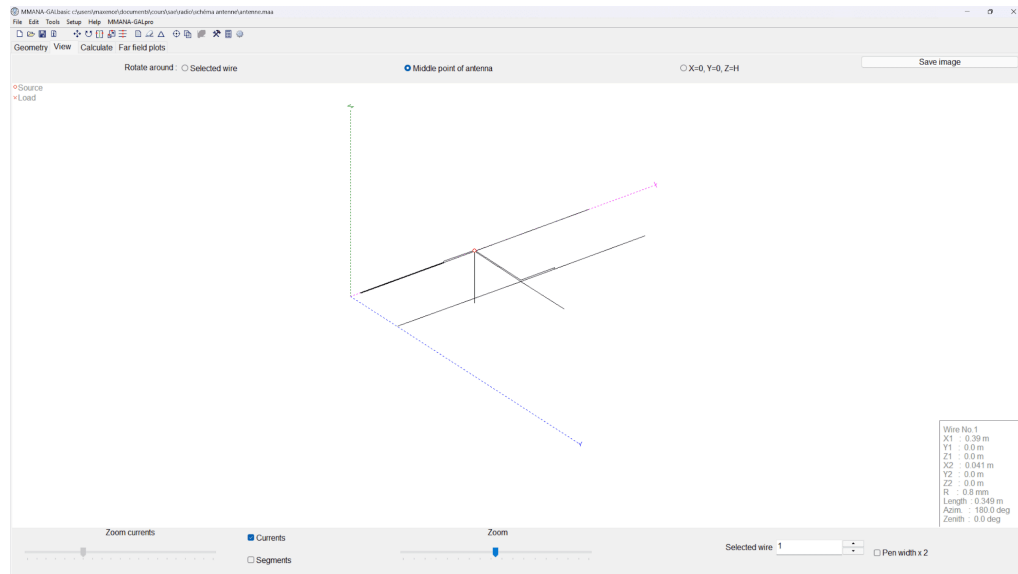 MMANA-GALbasic c:\users\maxence\documents\cours\sae\radio\schéma antenne\antenne.maa
File Edit Tools Setup Help MMANA-GALpro
Geometry View Calculate Far field plots
Rotate around : Selected wire Middle point of antenna X=0, Y=0, Z=H Save image
Source
Load
Z
X
Y
Wire No.1
X1 : 0.39 m
Y1 : 0.0 m
Z1 : 0.0 m
X2 : 0.041 m
Y2 : 0.0 m
Z2 : 0.0 m
R : 0.8 mm
Length : 0.349 m
Azim. : 180.0 deg
Zenith : 0.0 deg
Zoom currents Currents Zoom
Segments
Selected wire 1 Pen width x 2